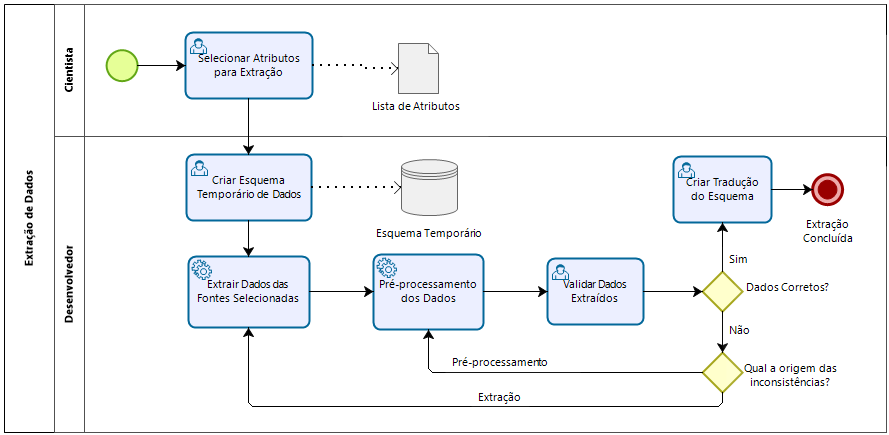 Extração de Dados
Cientista
Selecionar Atributos
para Extração
Lista de Atributos
Desenvolvedor
Criar Esquema
Temporário de Dados
Esquema Temporário
Criar Tradução
do Esquema
Extração
Concluída
Extrair Dados das
Fontes Selecionadas
Pré-processamento
dos Dados
Validar Dados
Extraídos
Sim
Dados Corretos?
Não
Qual a origem das
inconsistências?
Pré-processamento
Extração